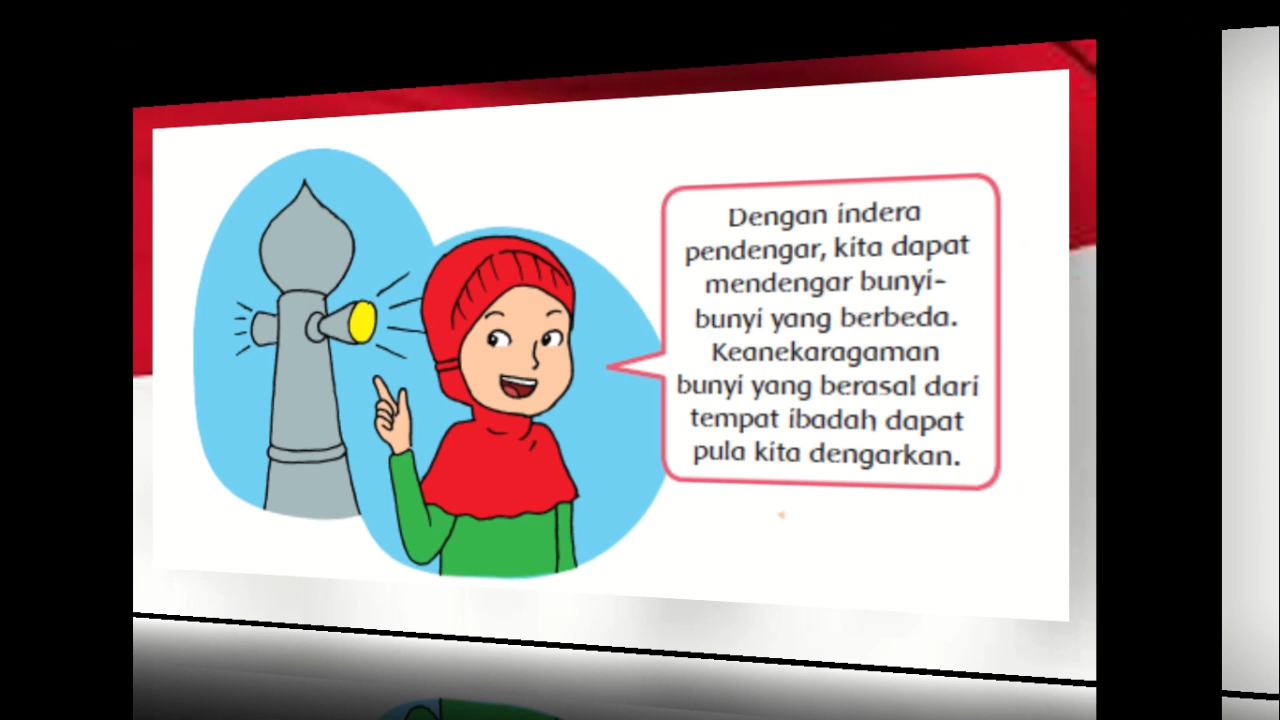 Dengan indera
pendengar, kita dapat
mendengar bunyi-
bunyi yang berbeda.
Keanekaragaman
bunyi yang berasal dari
tempat ibadah dapat
pula kita dengarkan.